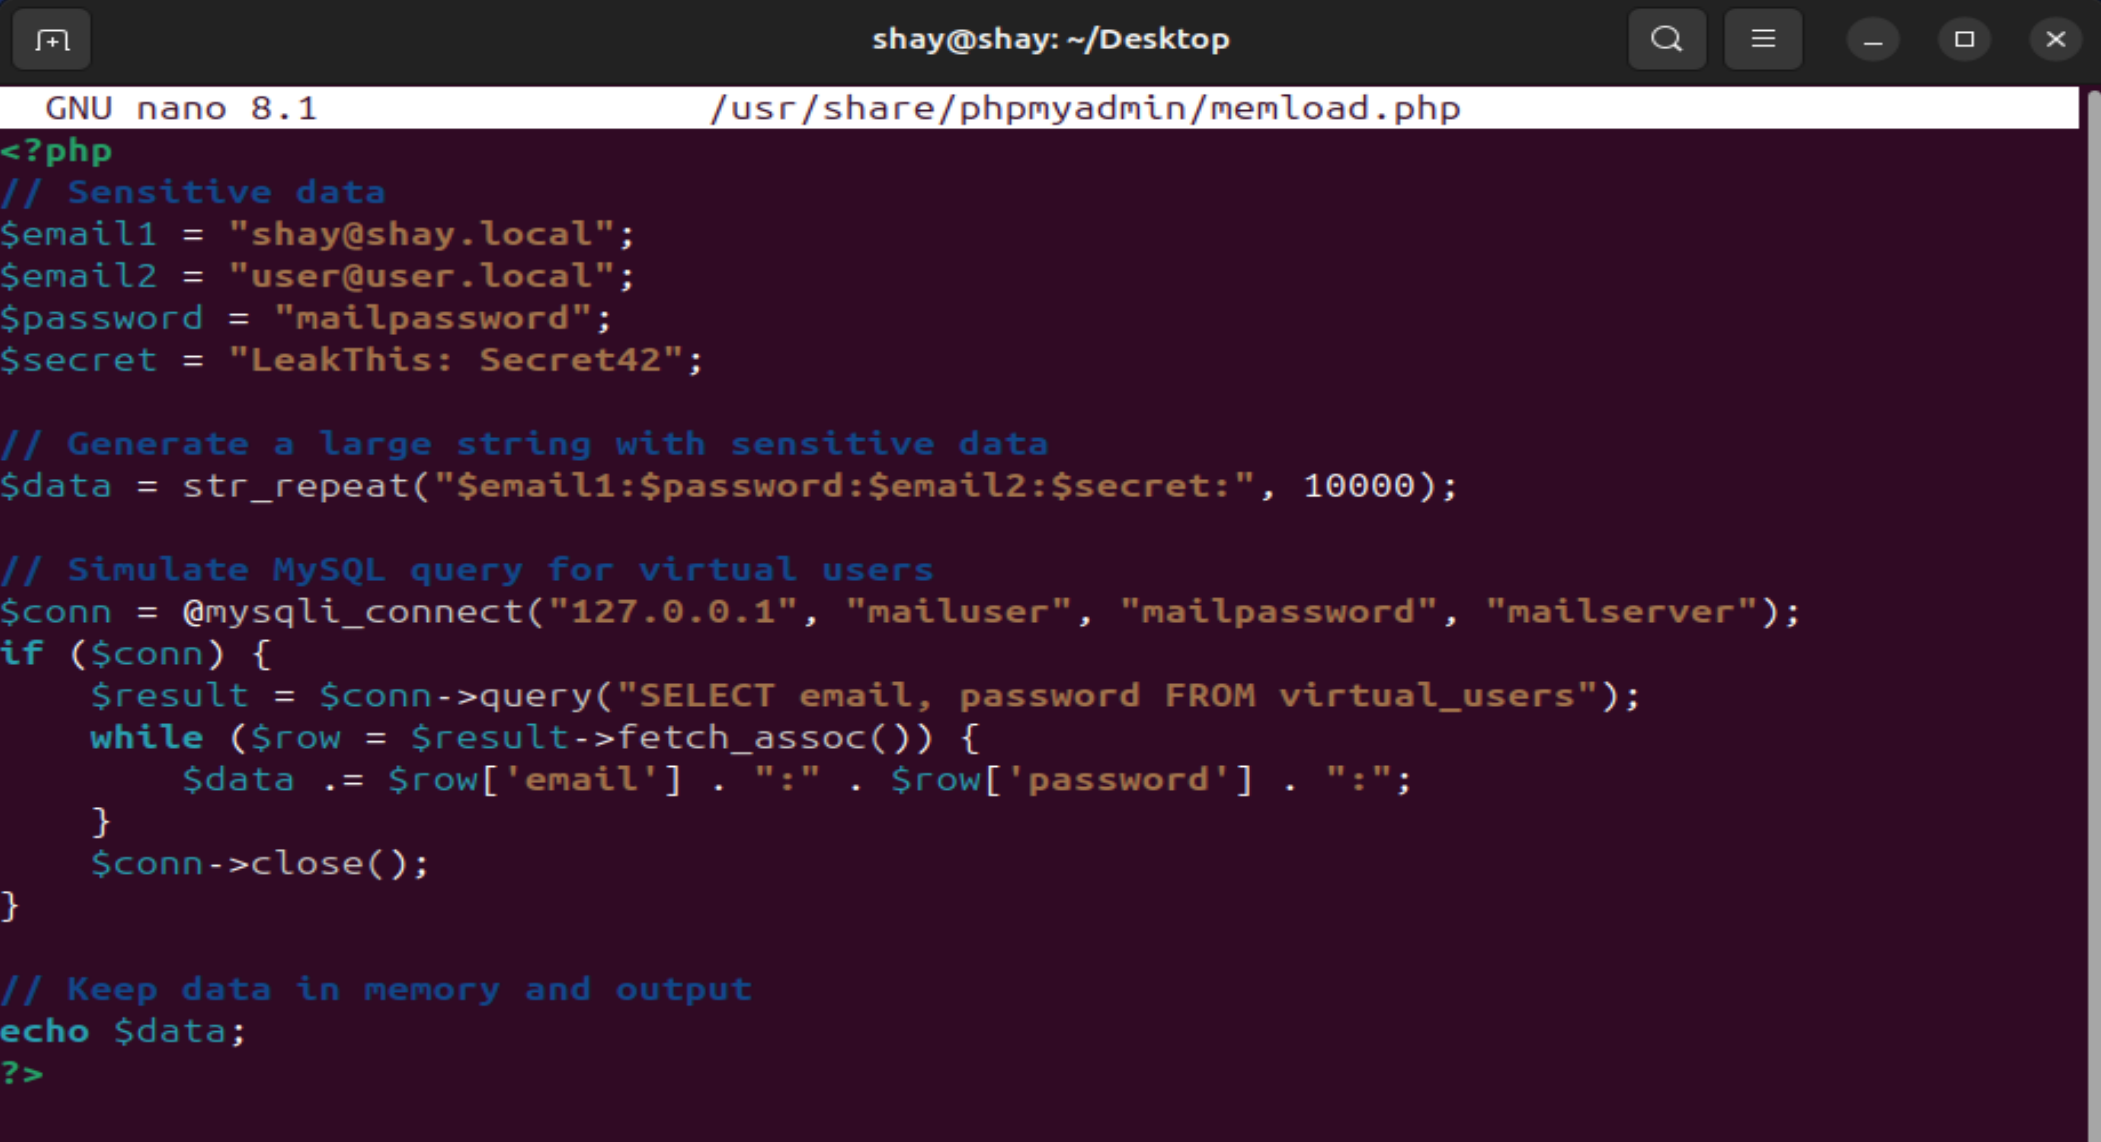 shay@shay: ~/Desktop
GNU nano 8.1 /usr/share/phpmyadmin/memload.php
<?php
// Sensitive data
$email1 = "shay@shay.local";
$email2 = "user@user.local";
$password = "mailpassword";
$secret = "LeakThis: Secret42";

// Generate a large string with sensitive data
$data = str_repeat("$email1:$password:$email2:$secret:", 10000);

// Simulate MySQL query for virtual users
$conn = @mysqli_connect("127.0.0.1", "mailuser", "mailpassword", "mailserver");
if ($conn) {
    $result = $conn->query("SELECT email, password FROM virtual_users");
    while ($row = $result->fetch_assoc()) {
        $data .= $row['email'] . ":" . $row['password'] . ":";
    }
    $conn->close();
}

// Keep data in memory and output
echo $data;
?>